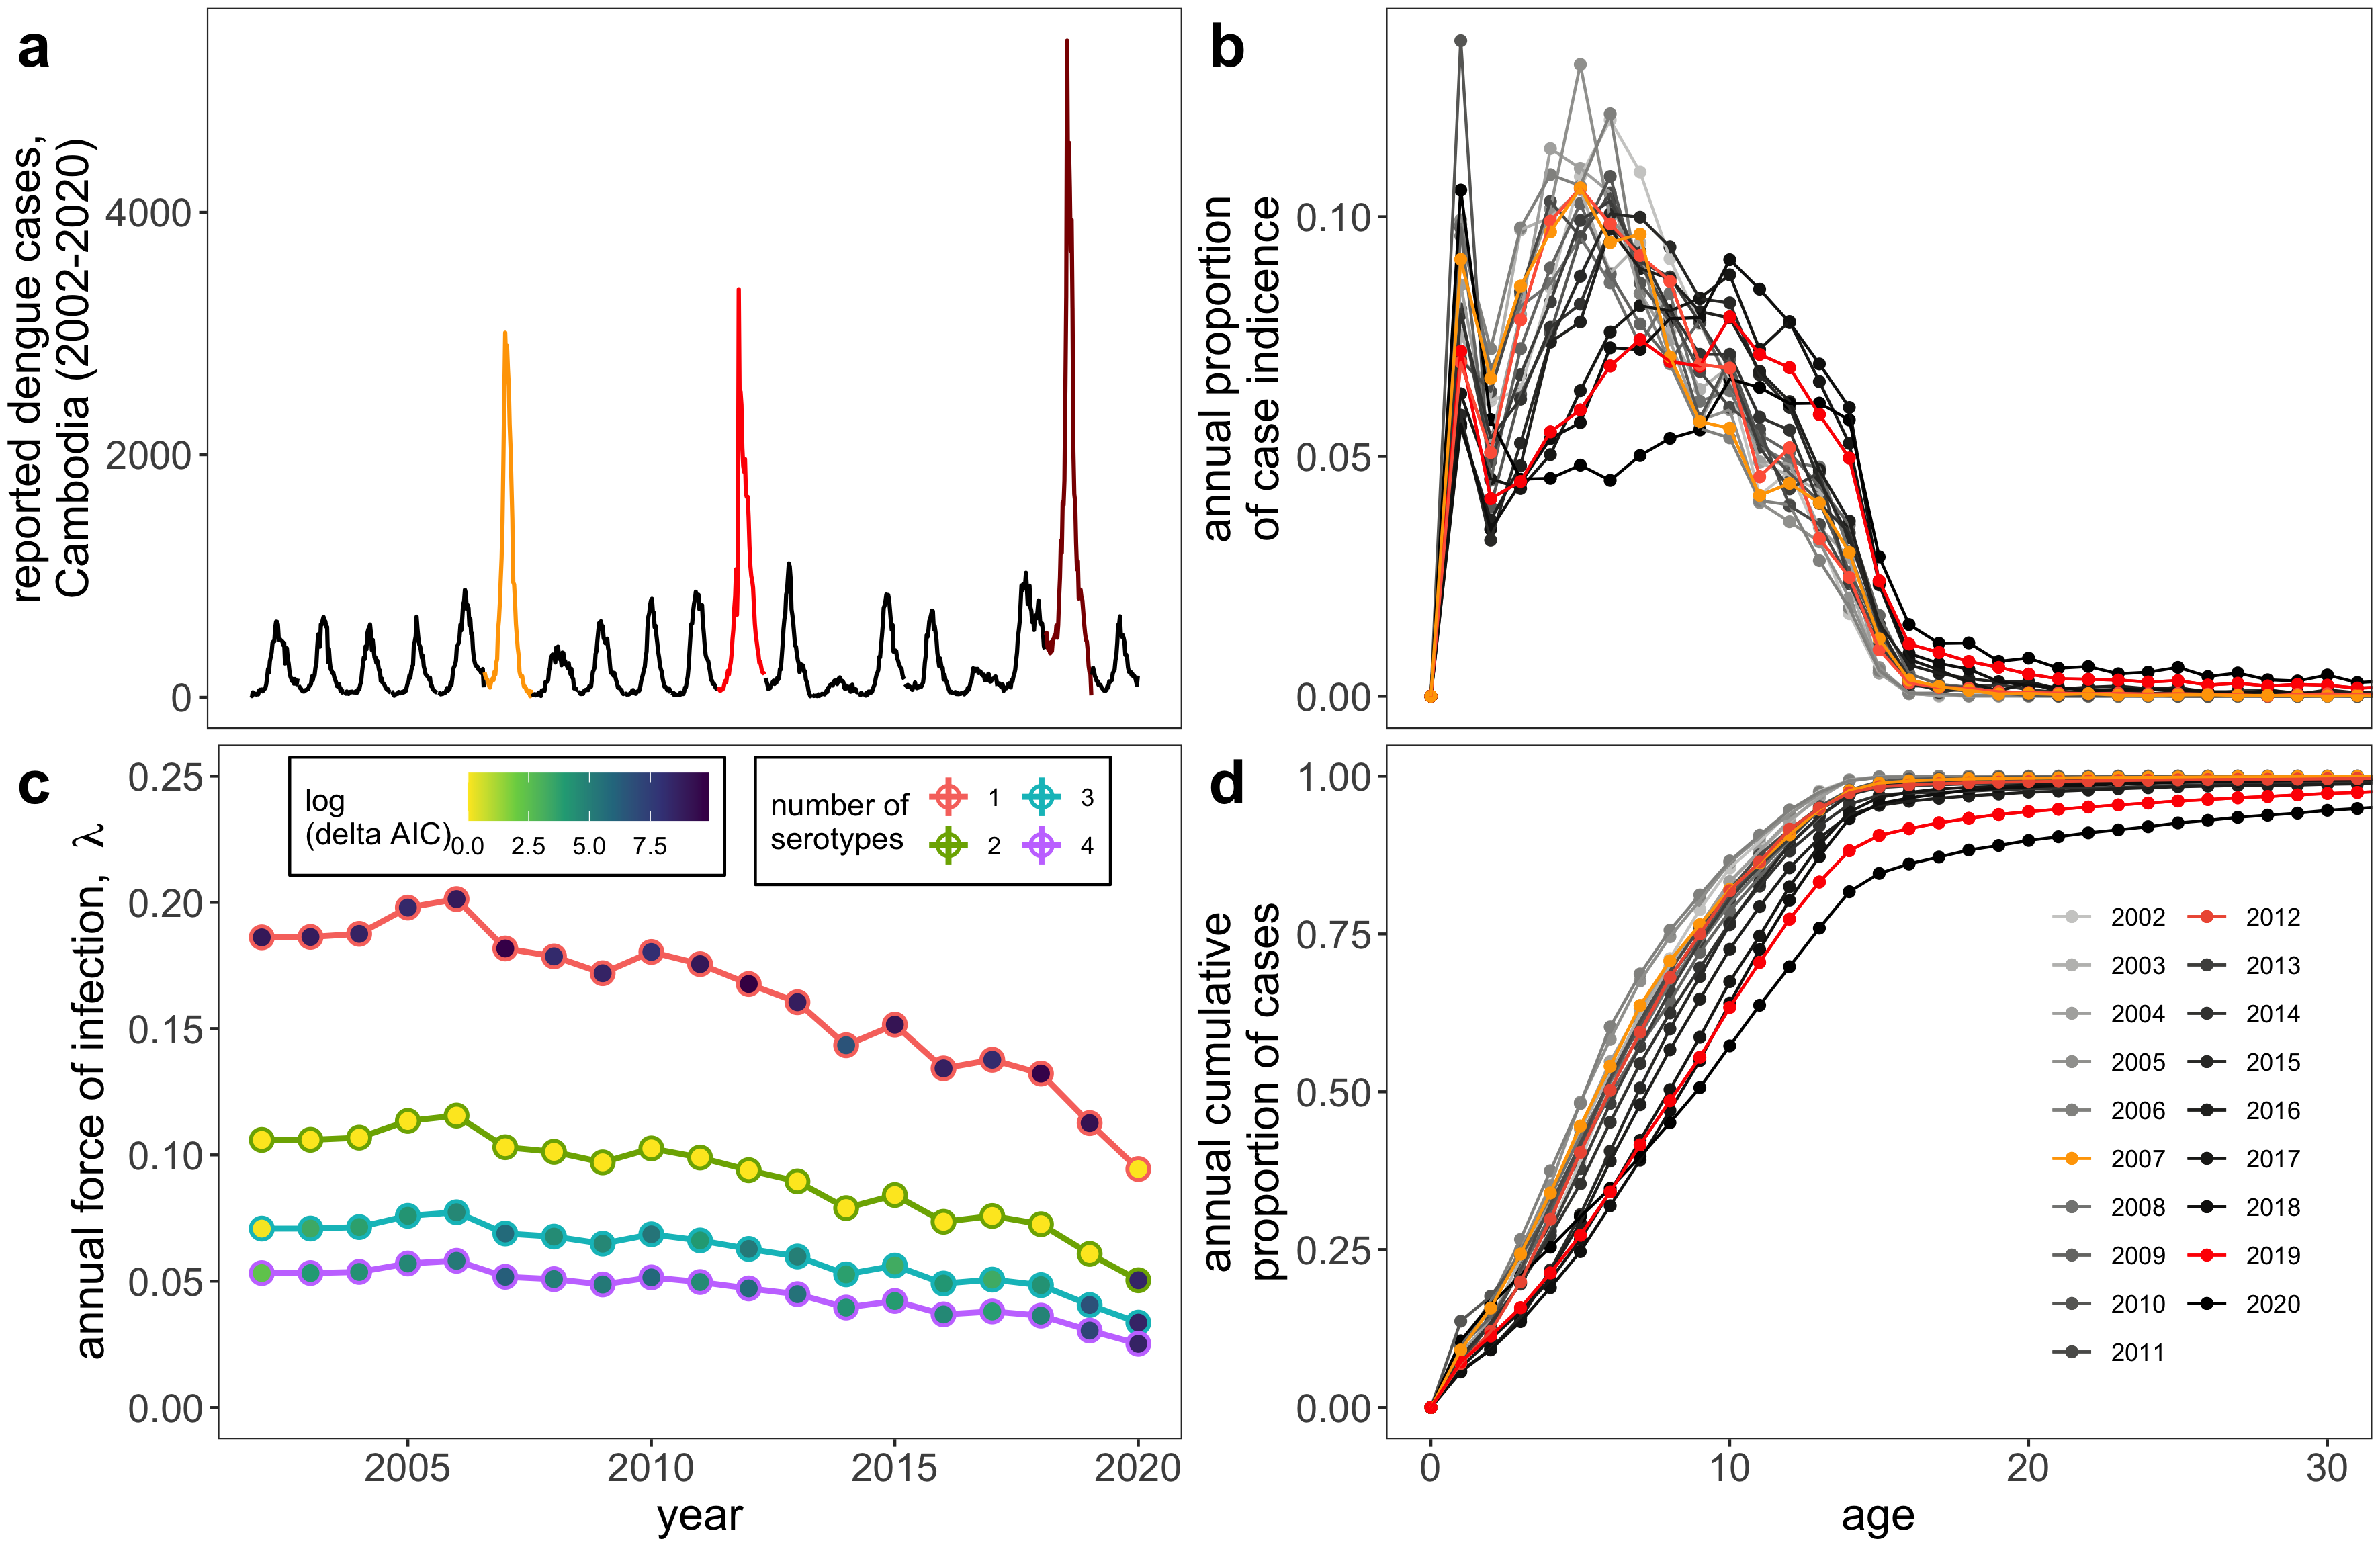 a
reported dengue cases,
Cambodia (2002-2020)
4000
2000
0
b
annual proportion
of case indicence
0.10
0.05
0.00
c
annual force of infection, λ
0.25
0.20
0.15
0.10
0.05
0.00
log
(delta AIC)
0.0 2.5 5.0 7.5
number of
serotypes
1 3
2 4
2005 2010 2015 2020
year
d
annual cumulative
proportion of cases
1.00
0.75
0.50
0.25
0.00
2002 2012
2003 2013
2004 2014
2005 2015
2006 2016
2007 2017
2008 2018
2009 2019
2010 2020
2011
0 10 20 30
age